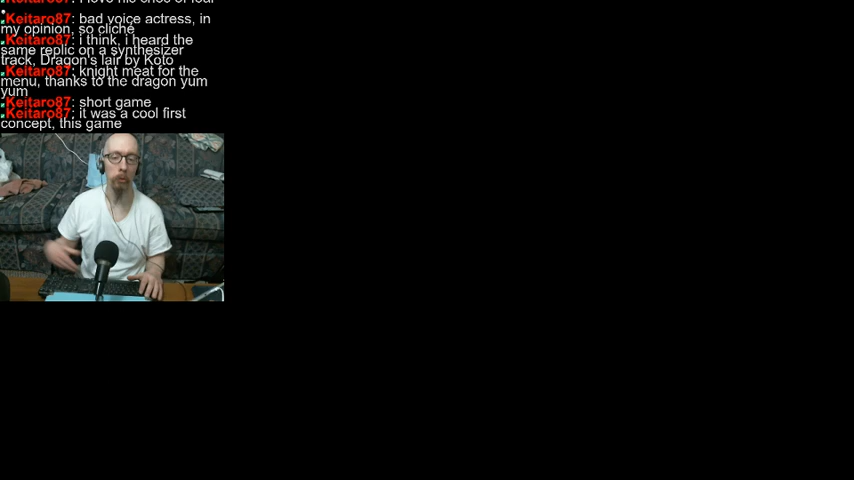 Keitaro87: bad voice actress, in
my opinion, so cliché
Keitaro87: i think, i heard the
same replic on a synthesizer
track, Dragon's lair by Koto
Keitaro87: knight meat for the
menu, thanks to the dragon yum
yum
Keitaro87: short game
Keitaro87: it was a cool first
concept, this game